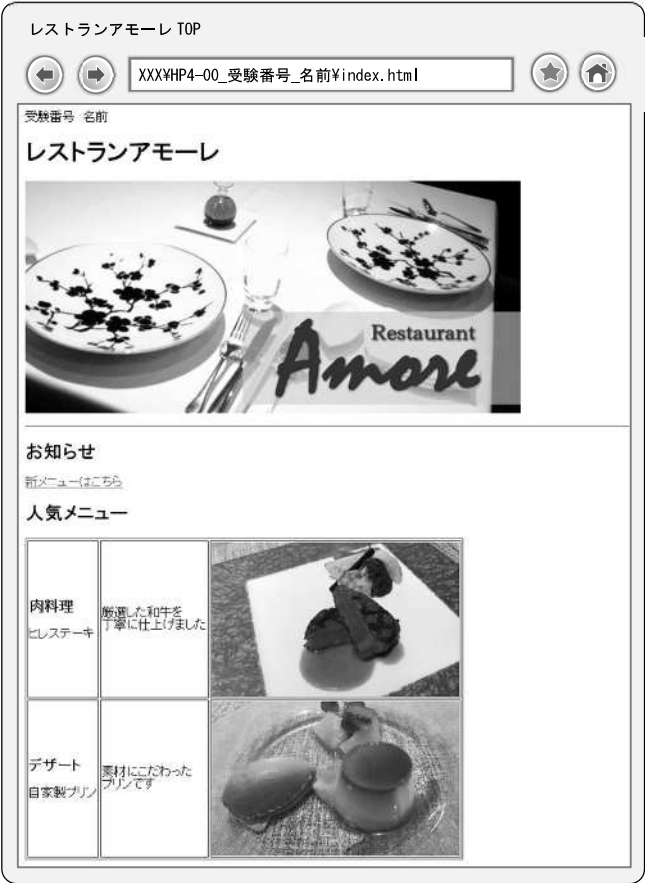 レストランアモーレ TOP
XXX¥HP4-00_受験番号_名前¥index.html
受験番号 名前
レストランアモーレ
Restaurant
Amore
お知らせ
新メニューはこちら
人気メニュー
肉料理
ヒレステーキ
厳選した和牛を
丁寧に仕上げました
デザート
自家製プリン
素材にこだわった
プリンです